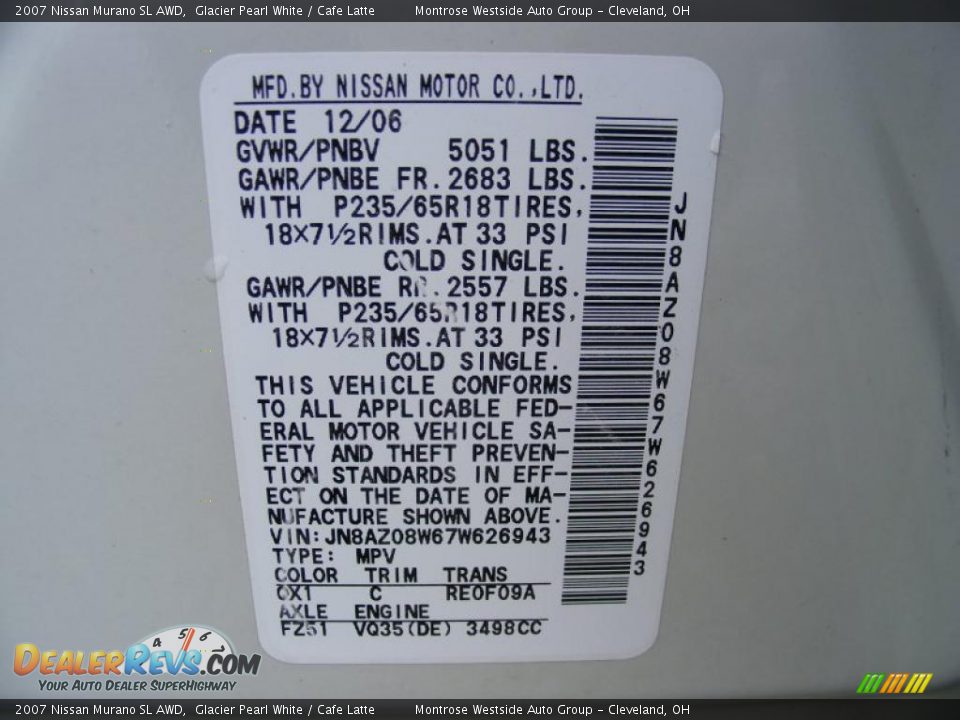 2007 Nissan Murano SL AWD,  Glacier Pearl White / Cafe Latte        Montrose Westside Auto Group - Cleveland, OH
MFD.BY NISSAN MOTOR CO.,LTD.
DATE 12/06
GVWR/PNBV 5051 LBS.
GAWR/PNBE FR.2683 LBS.
WITH P235/65R18TIRES,
18×7½RIMS.AT 33 PSI
COLD SINGLE.
GAWR/PNBE RR.2557 LBS.
WITH P235/65R18TIRES,
18×7½RIMS.AT 33 PSI
COLD SINGLE.
THIS VEHICLE CONFORMS
TO ALL APPLICABLE FED-
ERAL MOTOR VEHICLE SA-
FETY AND THEFT PREVEN-
TION STANDARDS IN EFF-
ECT ON THE DATE OF MA-
NUFACTURE SHOWN ABOVE.
VIN:JN8AZ08W67W626943
TYPE: MPV
COLOR TRIM TRANS
QX1 C RE0F09A
AXLE ENGINE
FZ51 VQ35(DE) 3498CC
JN8AZ08W67W626943
4 5 6 7
DEALERREVS.COM
YOUR AUTO DEALER SUPERHIGHWAY
2007 Nissan Murano SL AWD,  Glacier Pearl White / Cafe Latte        Montrose Westside Auto Group - Cleveland, OH